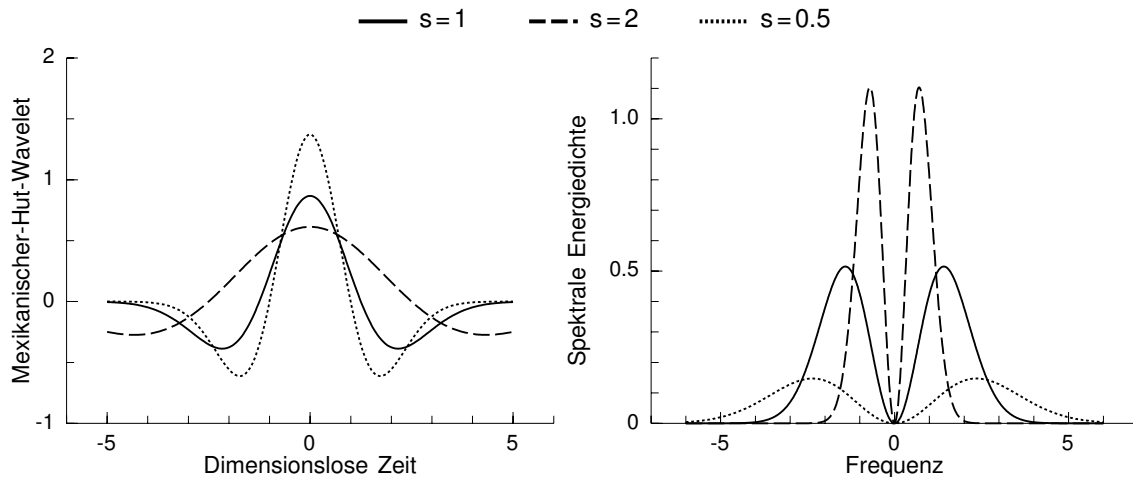 s=1 s=2 s=0.5
Mexikanischer-Hut-Wavelet
2
1
0
-1
-5 0 5
Dimensionslose Zeit
Spektrale Energiedichte
1.0
0.5
0
-5 0 5
Frequenz